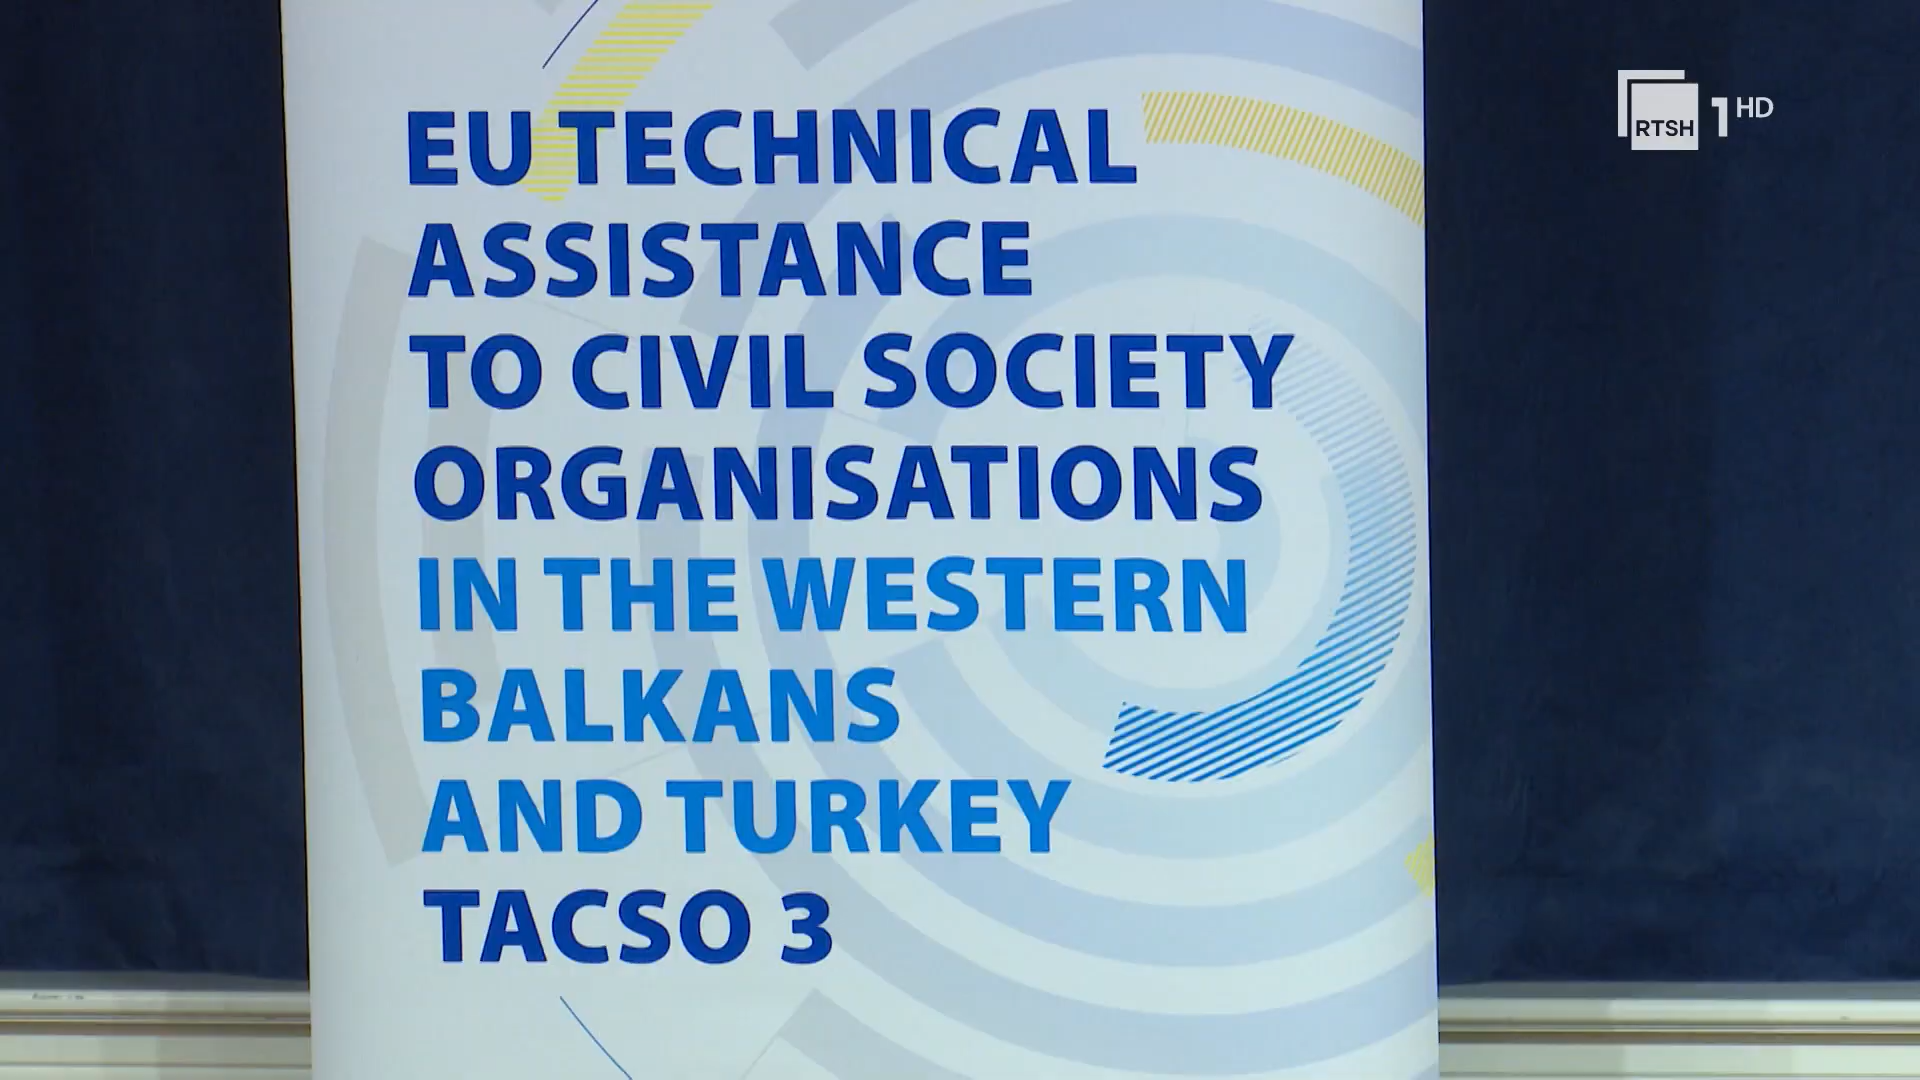 EU TECHNICAL
ASSISTANCE
TO CIVIL SOCIETY
ORGANISATIONS
IN THE WESTERN
BALKANS
AND TURKEY
TACSO 3
RTSH 1 HD